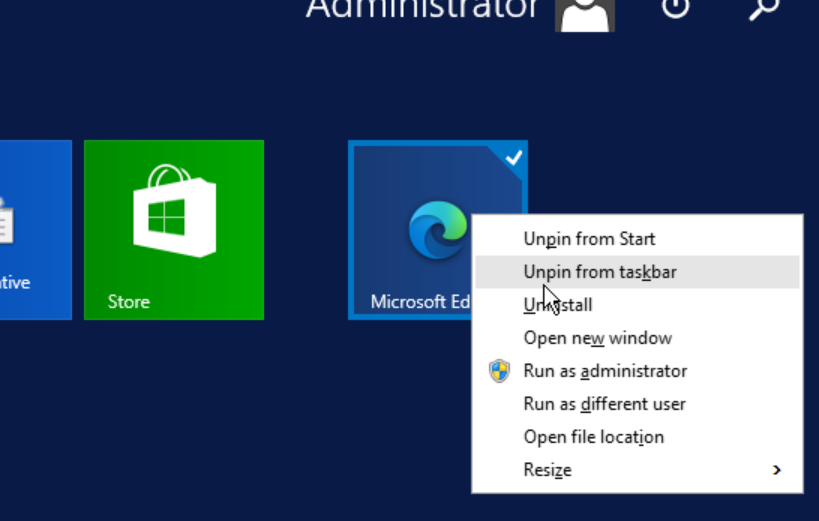 Administrator
Store
Microsoft Ed
Unpin from Start
Unpin from taskbar
Uninstall
Open new window
Run as administrator
Run as different user
Open file location
Resize